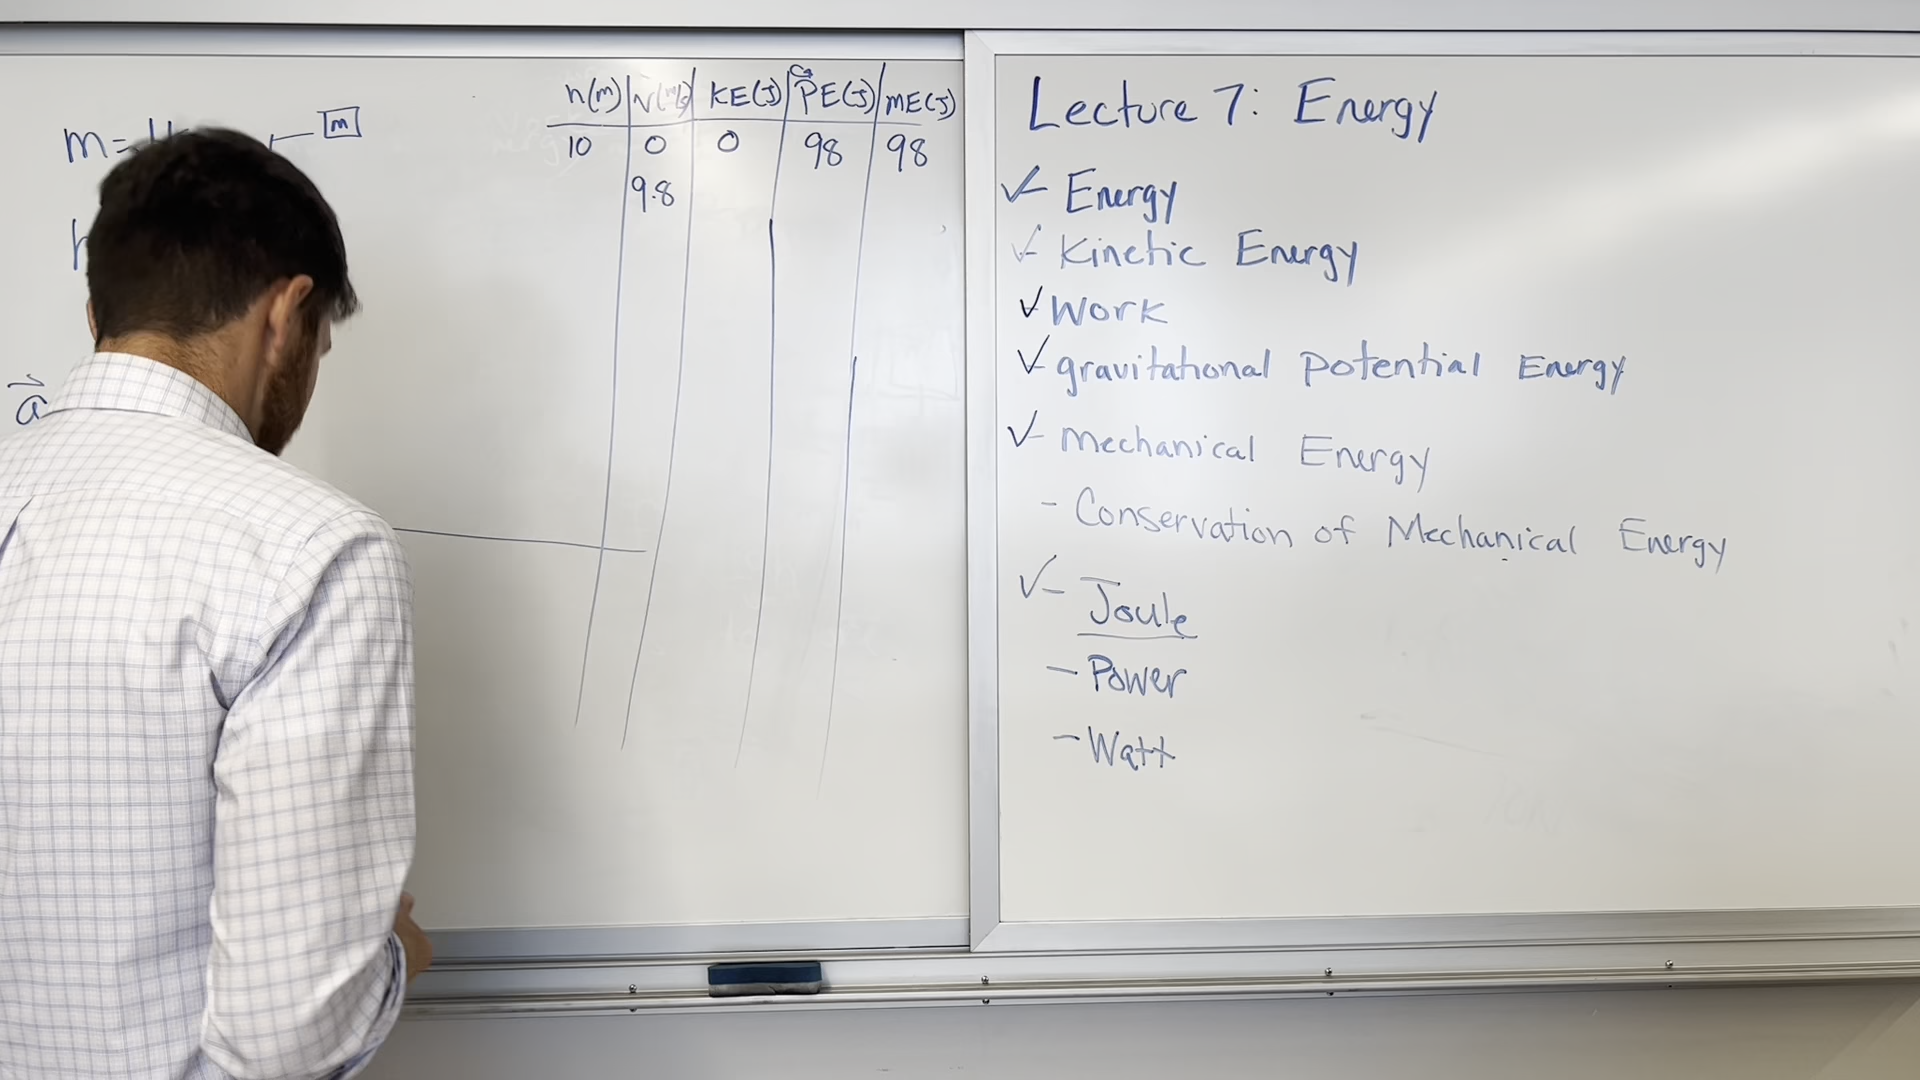 m=
m
h(m) V(m/s) KE(J) GPE(J) ME(J)
10 0 0 98 98
9.8
a
Lecture 7: Energy
✓- Energy
✓- Kinetic Energy
✓ Work
✓- gravitational Potential Energy
✓- Mechanical Energy
- Conservation of Mechanical Energy
✓- Joule
- Power
- Watt